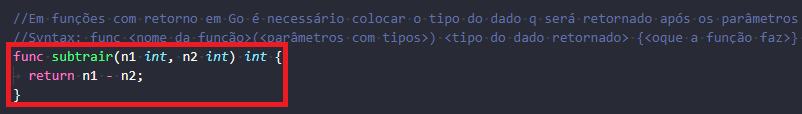 //Em funções com retorno em Go é necessário colocar o tipo do dado q será retornado após os parâmetros
//Syntax: func <nome da função>(<parâmetros com tipos>) <tipo do dado retornado> {<oque a função faz>}
func subtrair(n1 int, n2 int) int {
return n1 - n2;
}